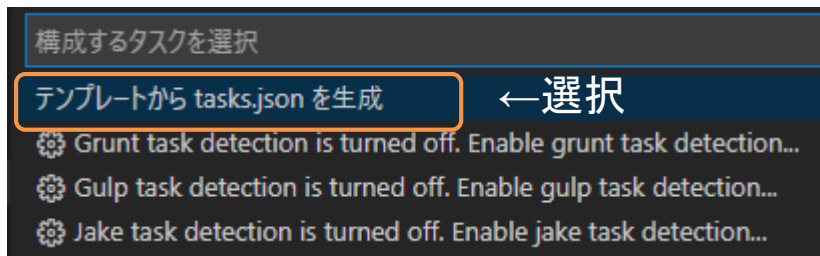 構成するタスクを選択
テンプレートから tasks.json を生成 ←選択
Grunt task detection is turned off. Enable grunt task detection...
Gulp task detection is turned off. Enable gulp task detection...
Jake task detection is turned off. Enable jake task detection...